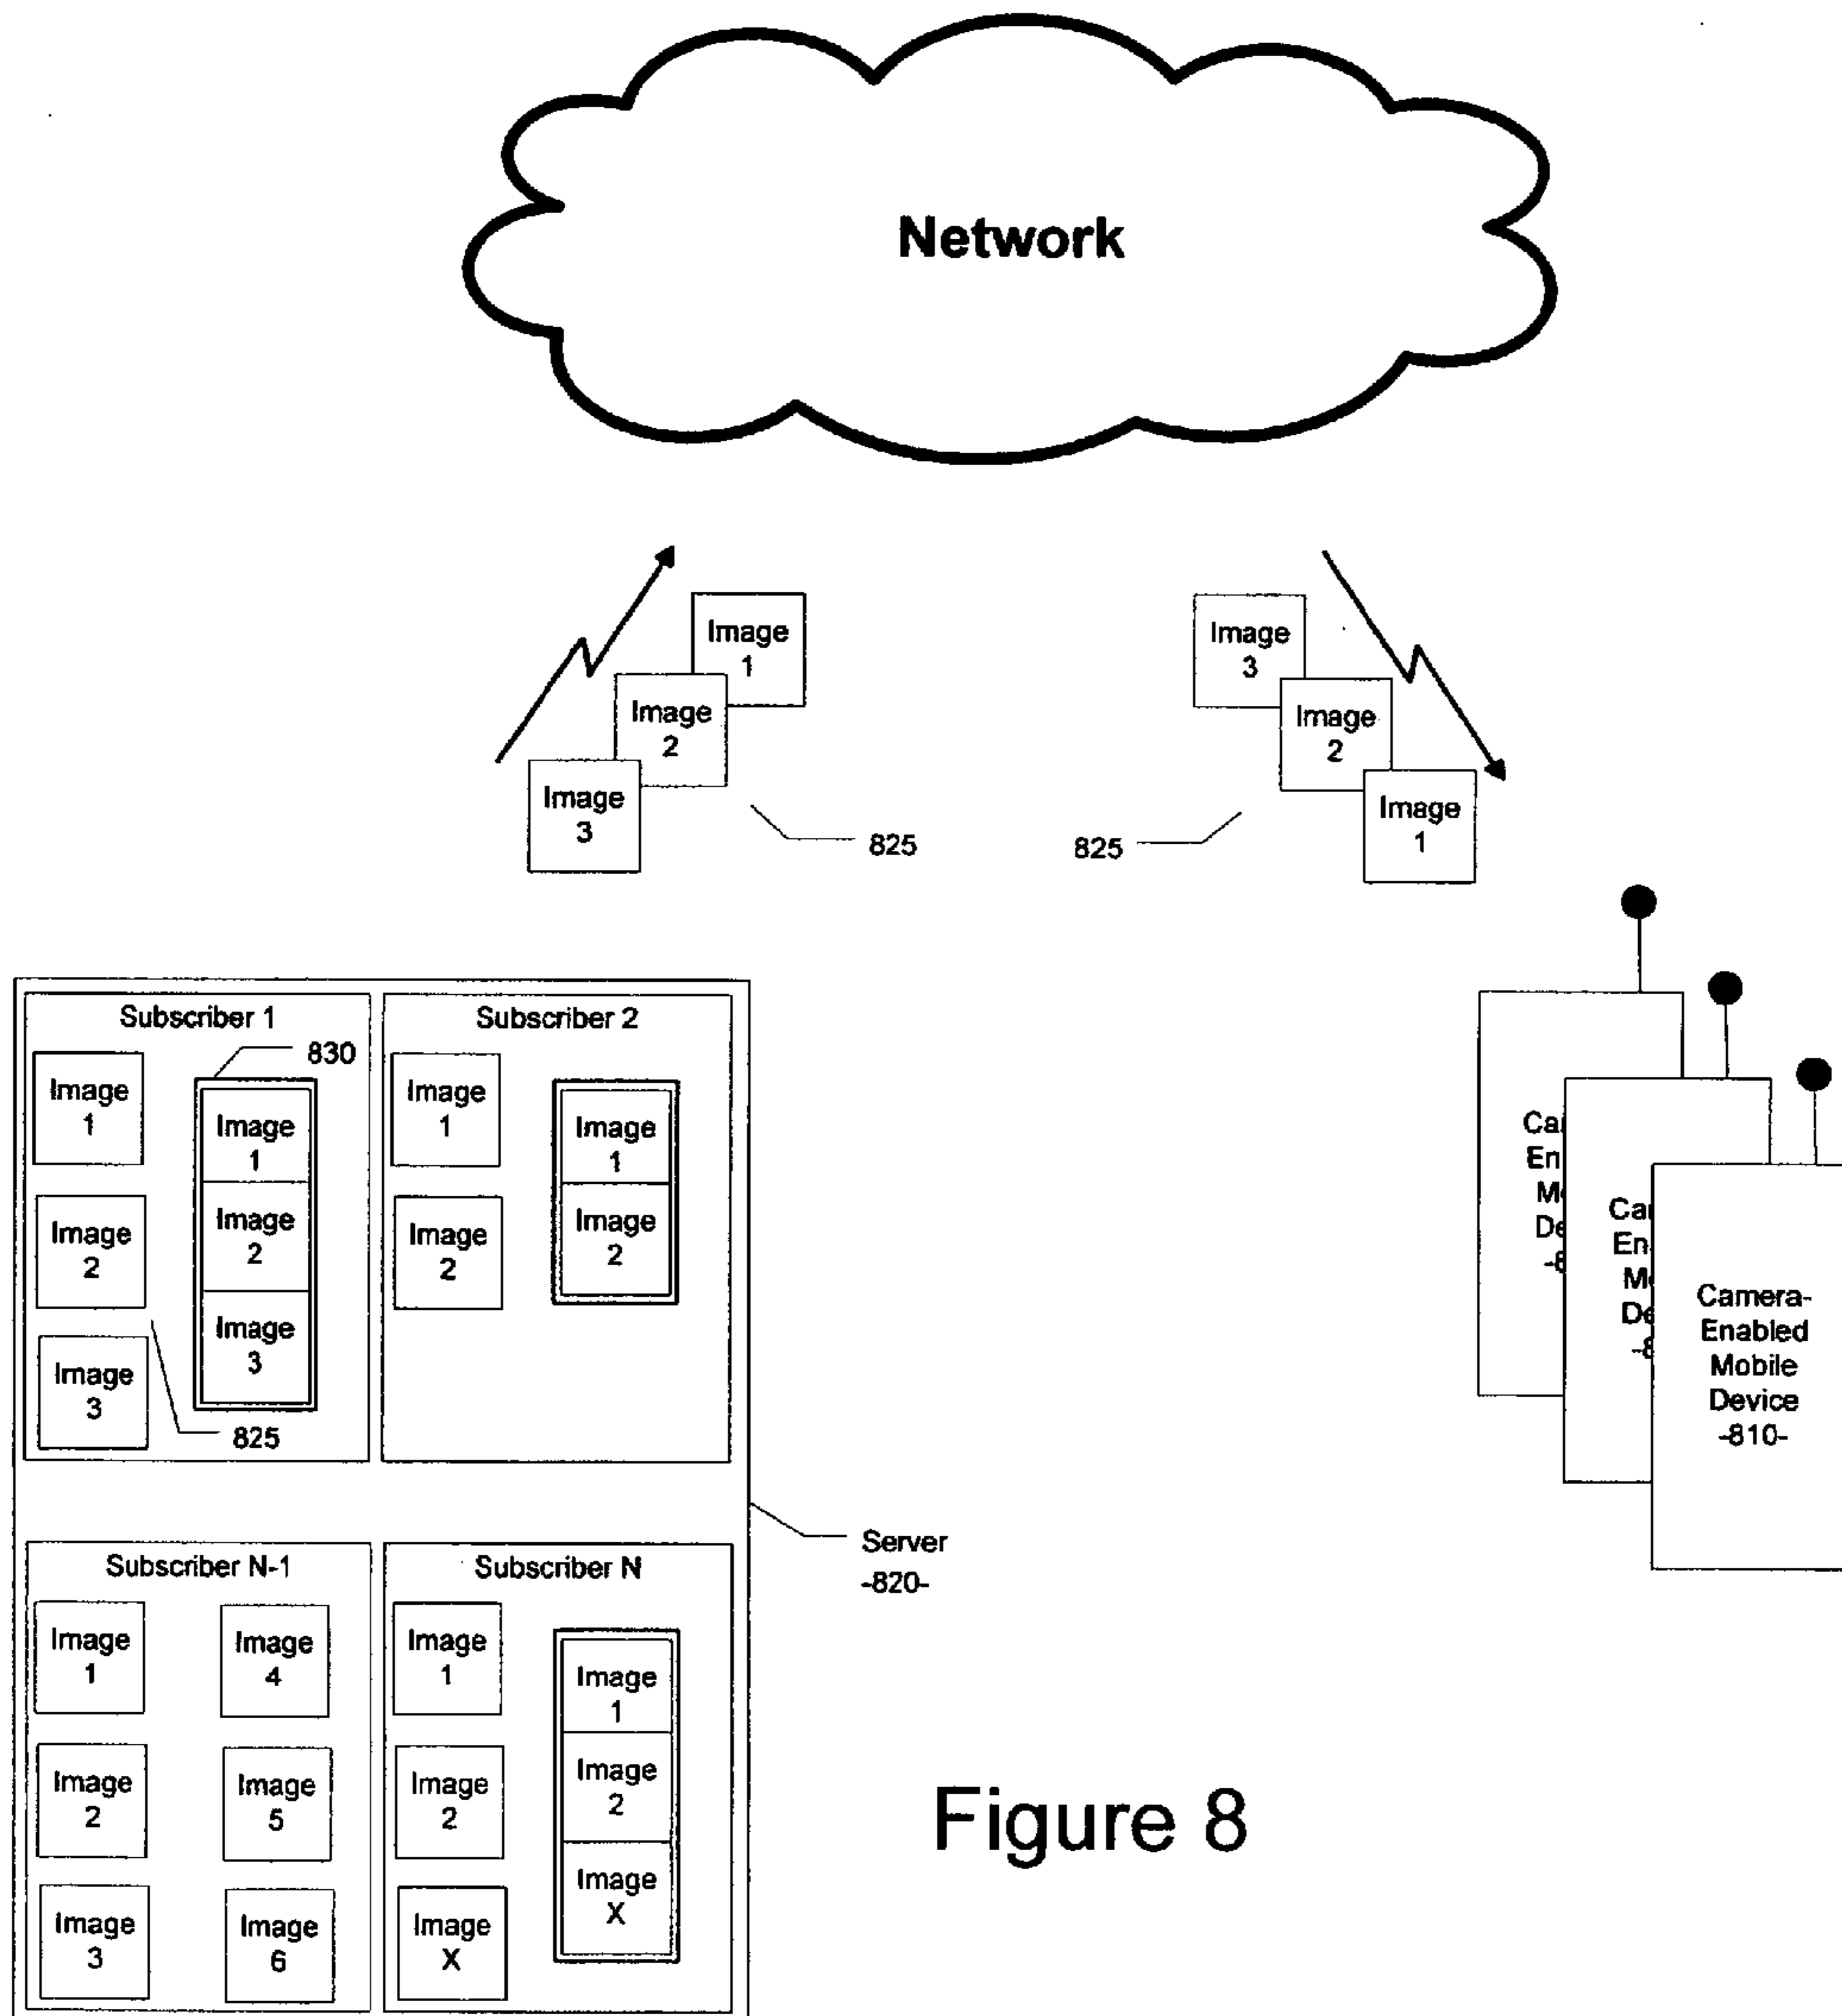 Network
Image
1
Image
2
Image
3
825
Image
3
Image
2
Image
1
825
Subscriber 1
830
Image
1
Image
2
Image
3
Image
1
Image
2
Image
3
825
Subscriber 2
Image
1
Image
2
Image
1
Image
2
Server
-820-
Subscriber N-1
Image
1
Image
2
Image
3
Image
4
Image
5
Image
6
Subscriber N
Image
1
Image
2
Image
X
Image
1
Image
2
Image
X
Camera-
Enabled
Mobile
Device
-810-
Figure 8